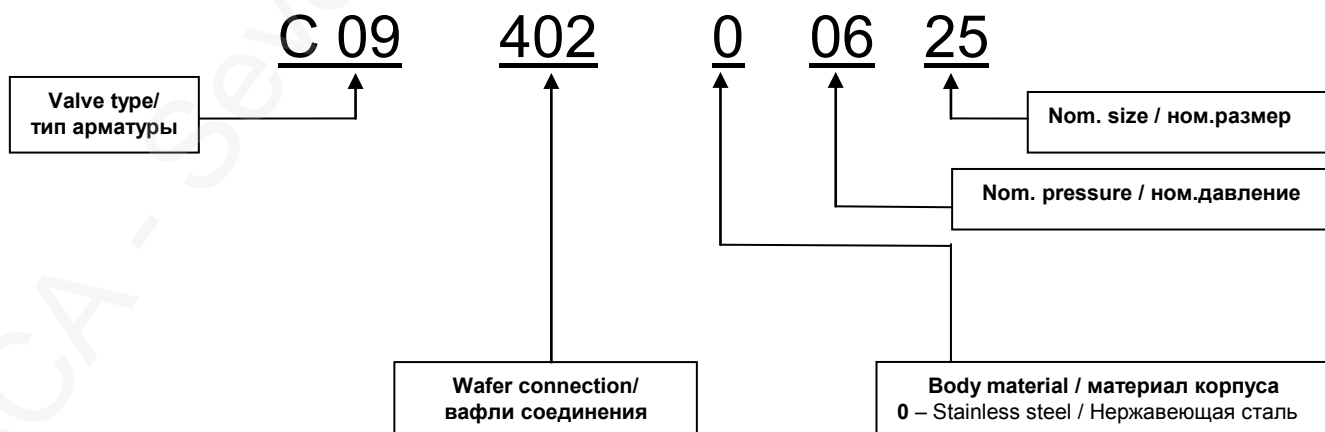 C 09 402 0 06 25
Valve type/
тип арматуры
Nom. size / ном.размер
Nom. pressure / ном.давление
Wafer connection/
вафли соединения
Body material / материал корпуса
0 – Stainless steel / Нержавеющая сталь